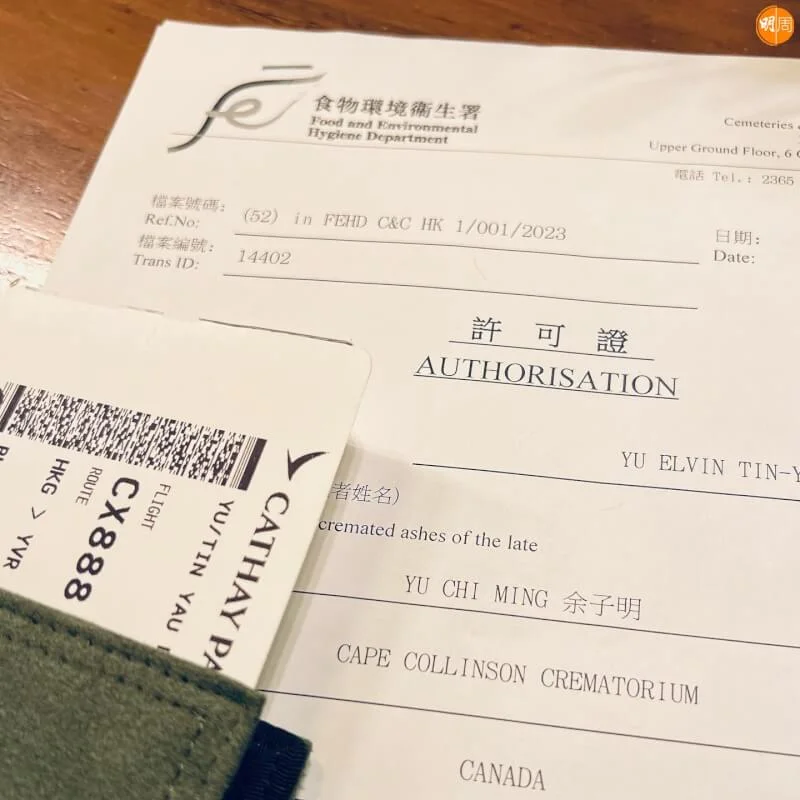 明周
食物環境衞生署
Food and Environmental
Hygiene Department
Cemeteries
Upper Ground Floor, 6
電話 Tel.: 2365
檔案號碼:
Ref.No: (52) in FEHD C&C HK 1/001/2023
日期:
Date:
檔案編號:
Trans ID: 14402
許可證
AUTHORISATION
YU ELVIN TIN-Y
者姓名)
cremated ashes of the late
YU CHI MING 余子明
CAPE COLLINSON CREMATORIUM
CANADA
CATHAY PA
YU/TIN YAU
FLIGHT
CX888
ROUTE
HKG > YVR